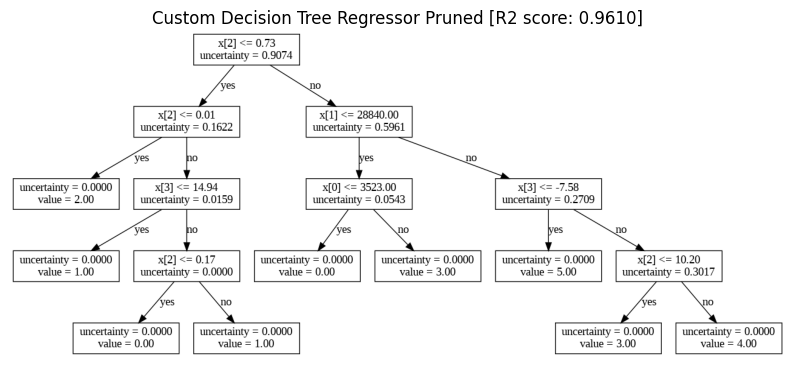 Custom Decision Tree Regressor Pruned [R2 score: 0.9610]
x[2] <= 0.73
uncertainty = 0.9074
yes
no
x[2] <= 0.01
uncertainty = 0.1622
x[1] <= 28840.00
uncertainty = 0.5961
yes
no
yes
no
uncertainty = 0.0000
value = 2.00
x[3] <= 14.94
uncertainty = 0.0159
x[0] <= 3523.00
uncertainty = 0.0543
x[3] <= -7.58
uncertainty = 0.2709
yes
no
yes
no
yes
no
uncertainty = 0.0000
value = 1.00
x[2] <= 0.17
uncertainty = 0.0000
uncertainty = 0.0000
value = 0.00
uncertainty = 0.0000
value = 3.00
uncertainty = 0.0000
value = 5.00
x[2] <= 10.20
uncertainty = 0.3017
yes
no
yes
no
uncertainty = 0.0000
value = 0.00
uncertainty = 0.0000
value = 1.00
uncertainty = 0.0000
value = 3.00
uncertainty = 0.0000
value = 4.00